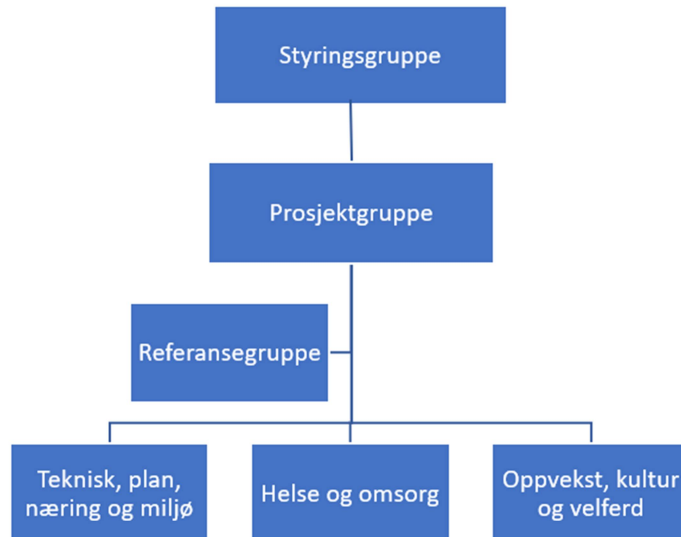 Styringsgruppe
Prosjektgruppe
Referansegruppe
Teknisk, plan,
næring og miljø
Helse og omsorg
Oppvekst, kultur
og velferd